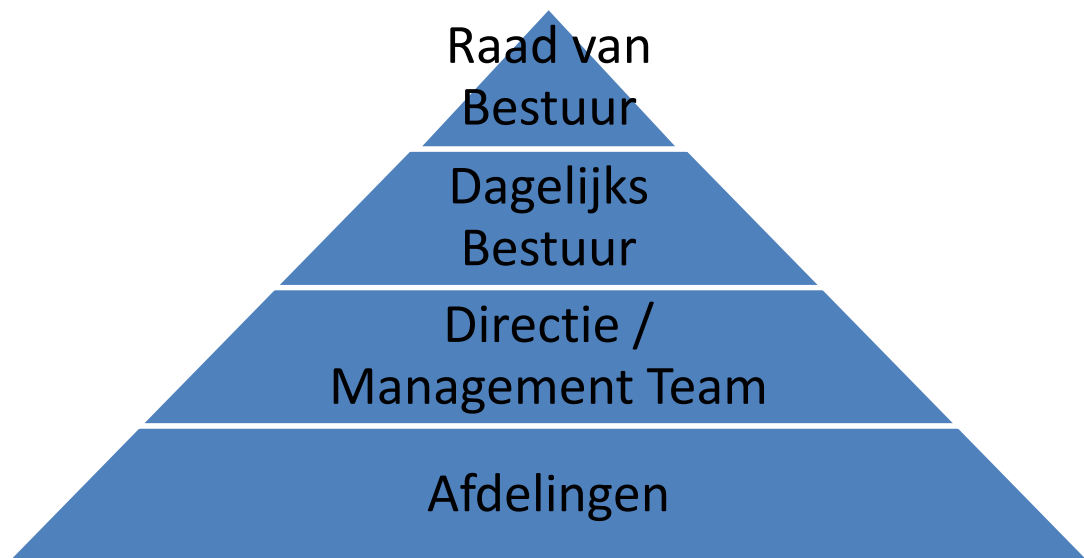 Raad van
Bestuur
Dagelijks
Bestuur
Directie /
Management Team
Afdelingen